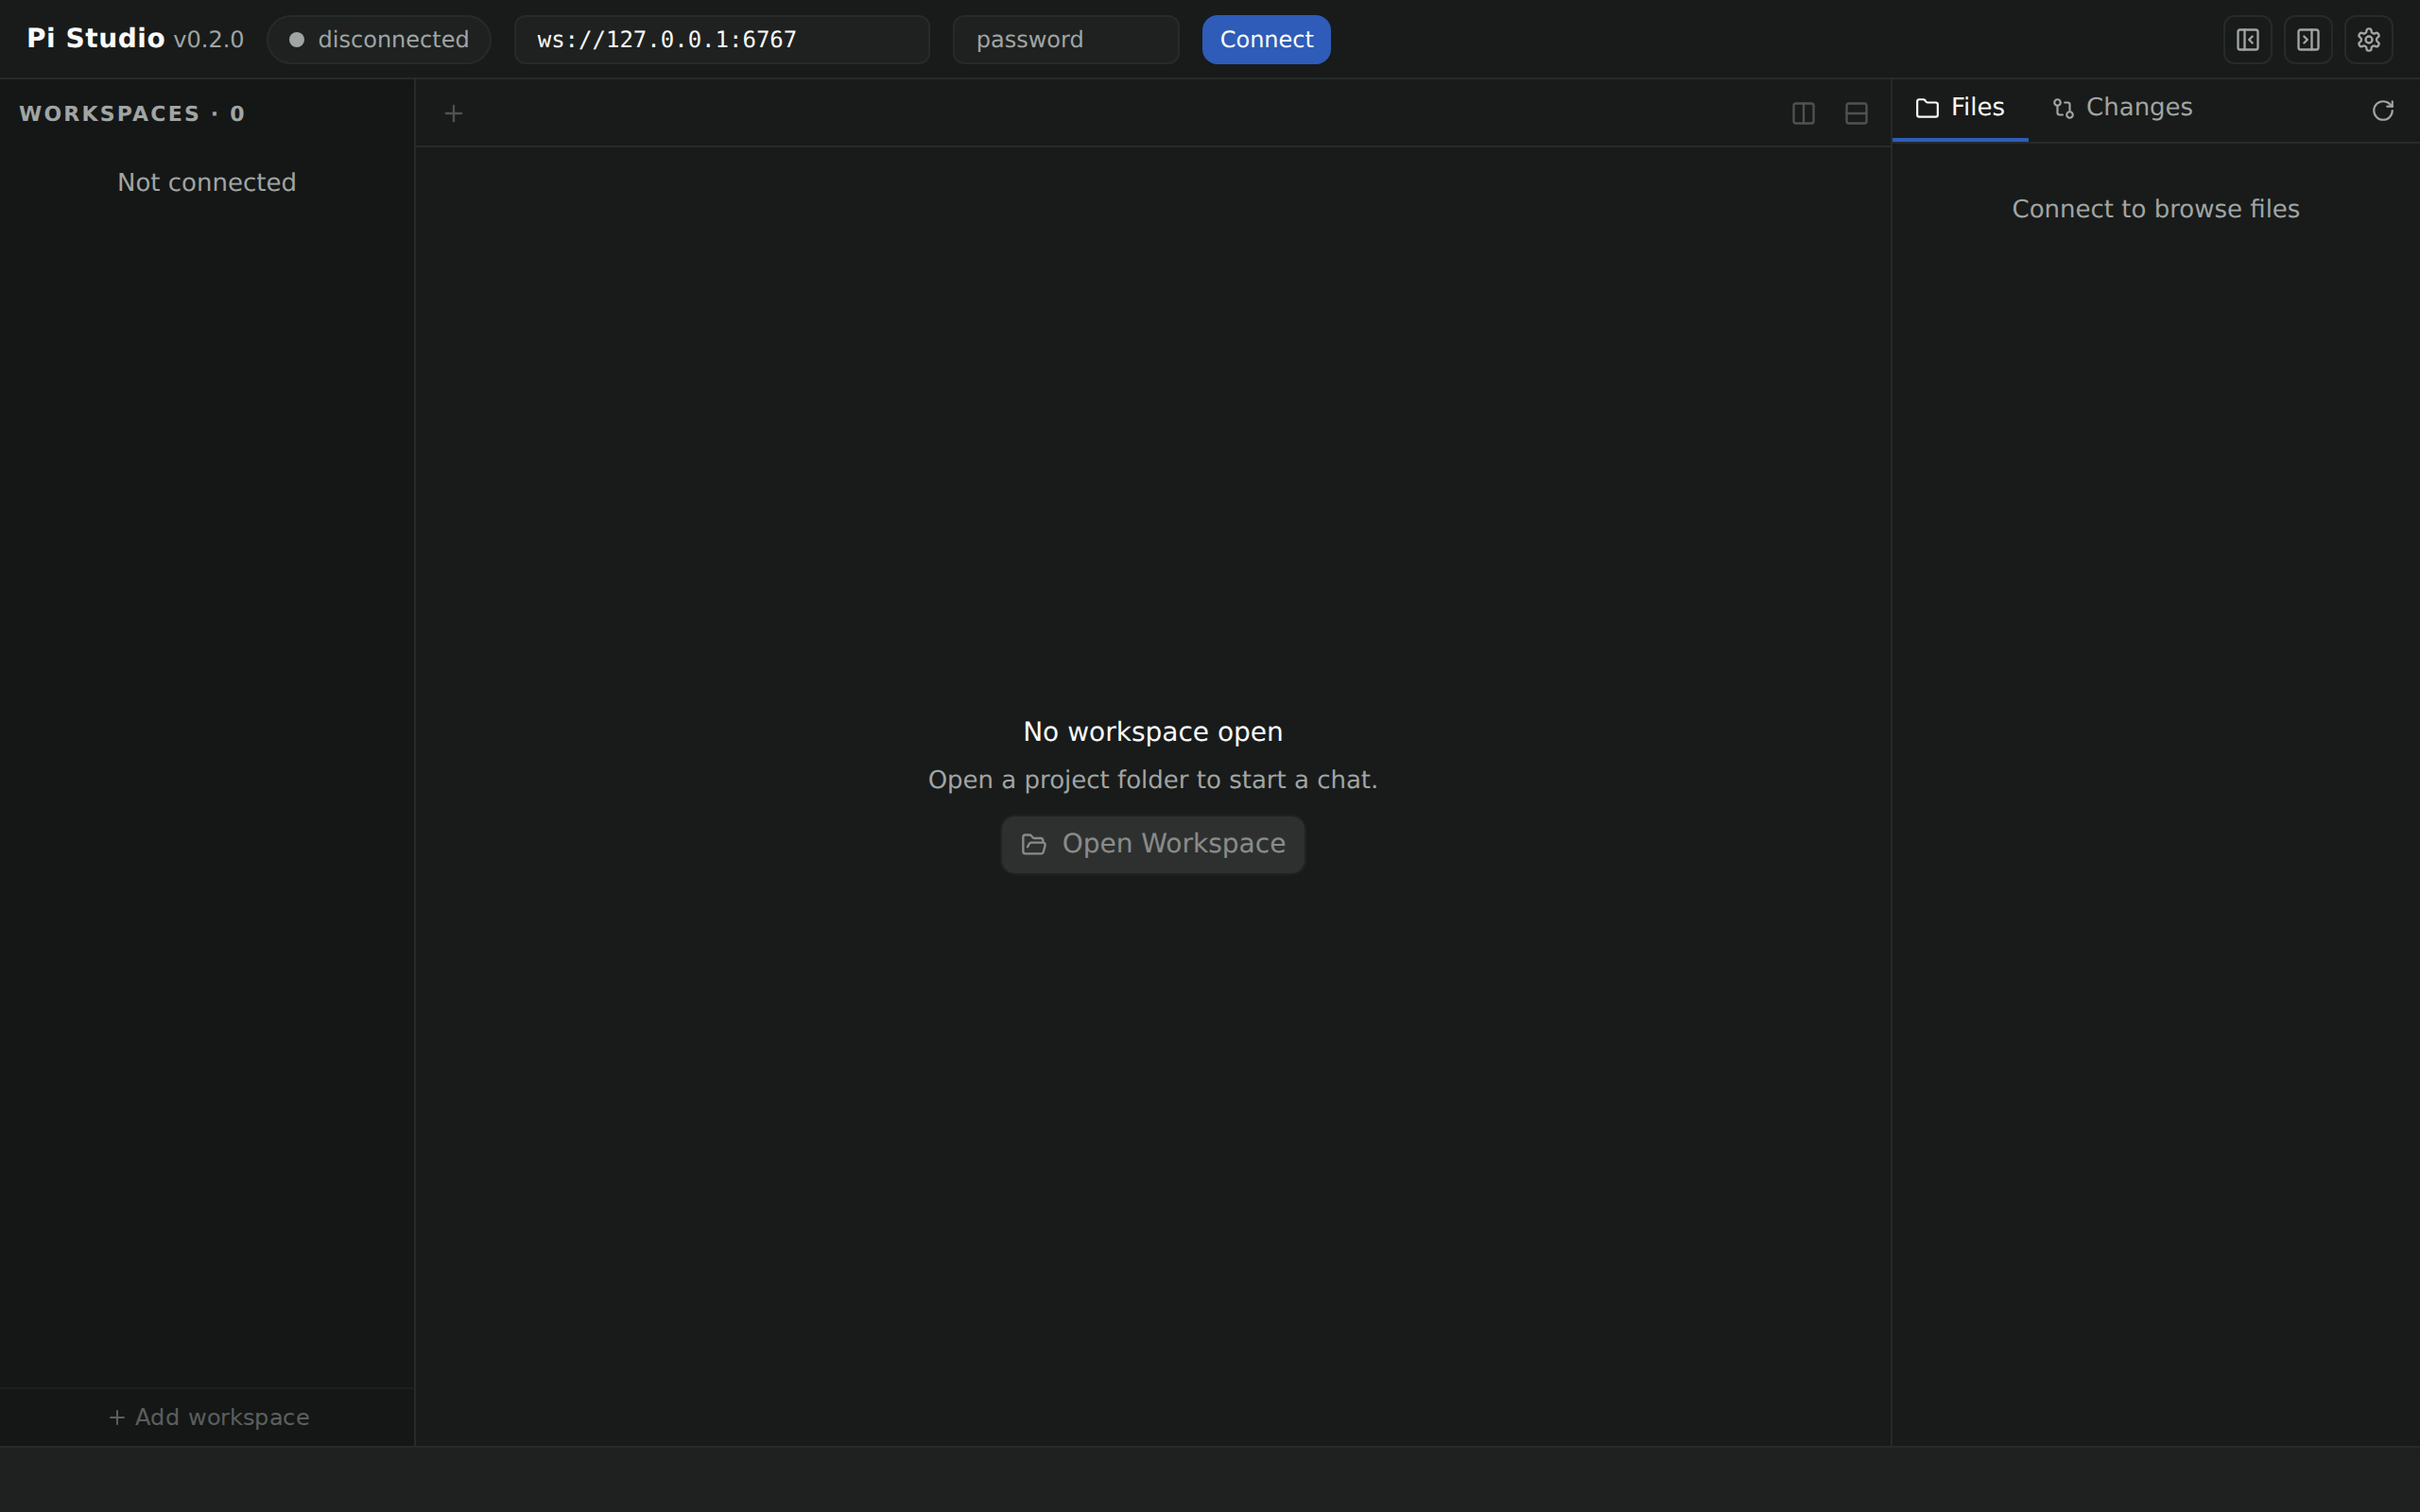 Pi Studio v0.2.0 disconnected ws://127.0.0.1:6767 password Connect
WORKSPACES · 0
Not connected
+ Add workspace
No workspace open
Open a project folder to start a chat.
Open Workspace
Files Changes
Connect to browse files